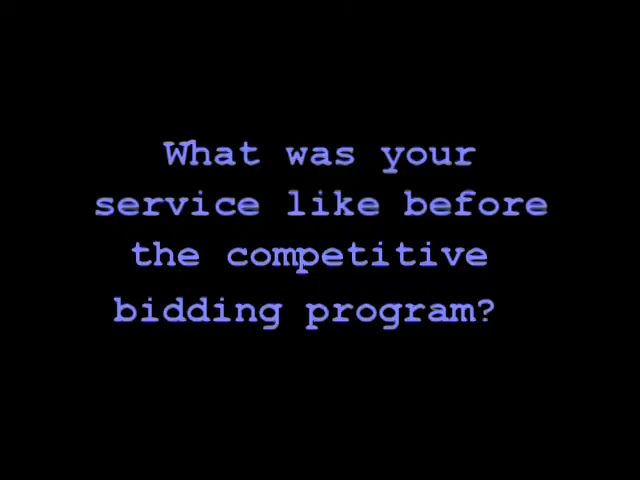 What was your
service like before
the competitive
bidding program?